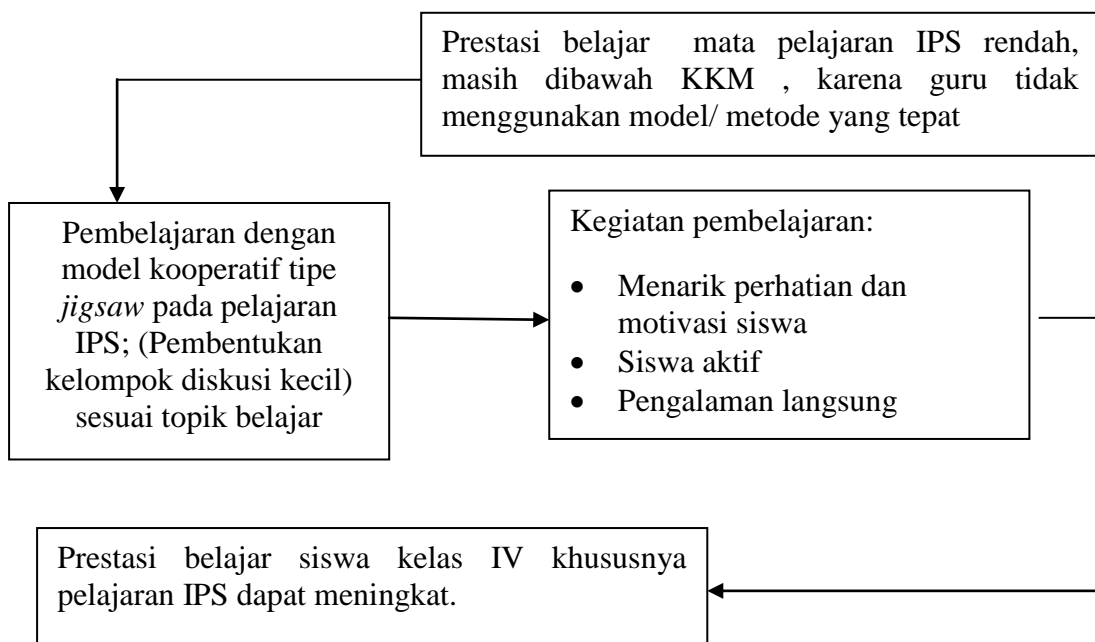 Prestasi belajar mata pelajaran IPS rendah,
masih dibawah KKM , karena guru tidak
menggunakan model/ metode yang tepat
Pembelajaran dengan
model kooperatif tipe
jigsaw pada pelajaran
IPS; (Pembentukan
kelompok diskusi kecil)
sesuai topik belajar
Kegiatan pembelajaran:
• Menarik perhatian dan
motivasi siswa
• Siswa aktif
• Pengalaman langsung
Prestasi belajar siswa kelas IV khususnya
pelajaran IPS dapat meningkat.